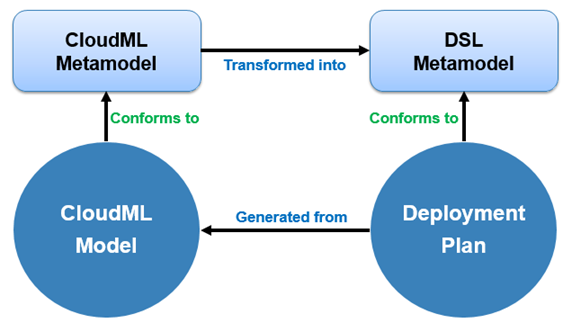 CloudML
Metamodel
Transformed into
DSL
Metamodel
Conforms to
Conforms to
CloudML
Model
Generated from
Deployment
Plan